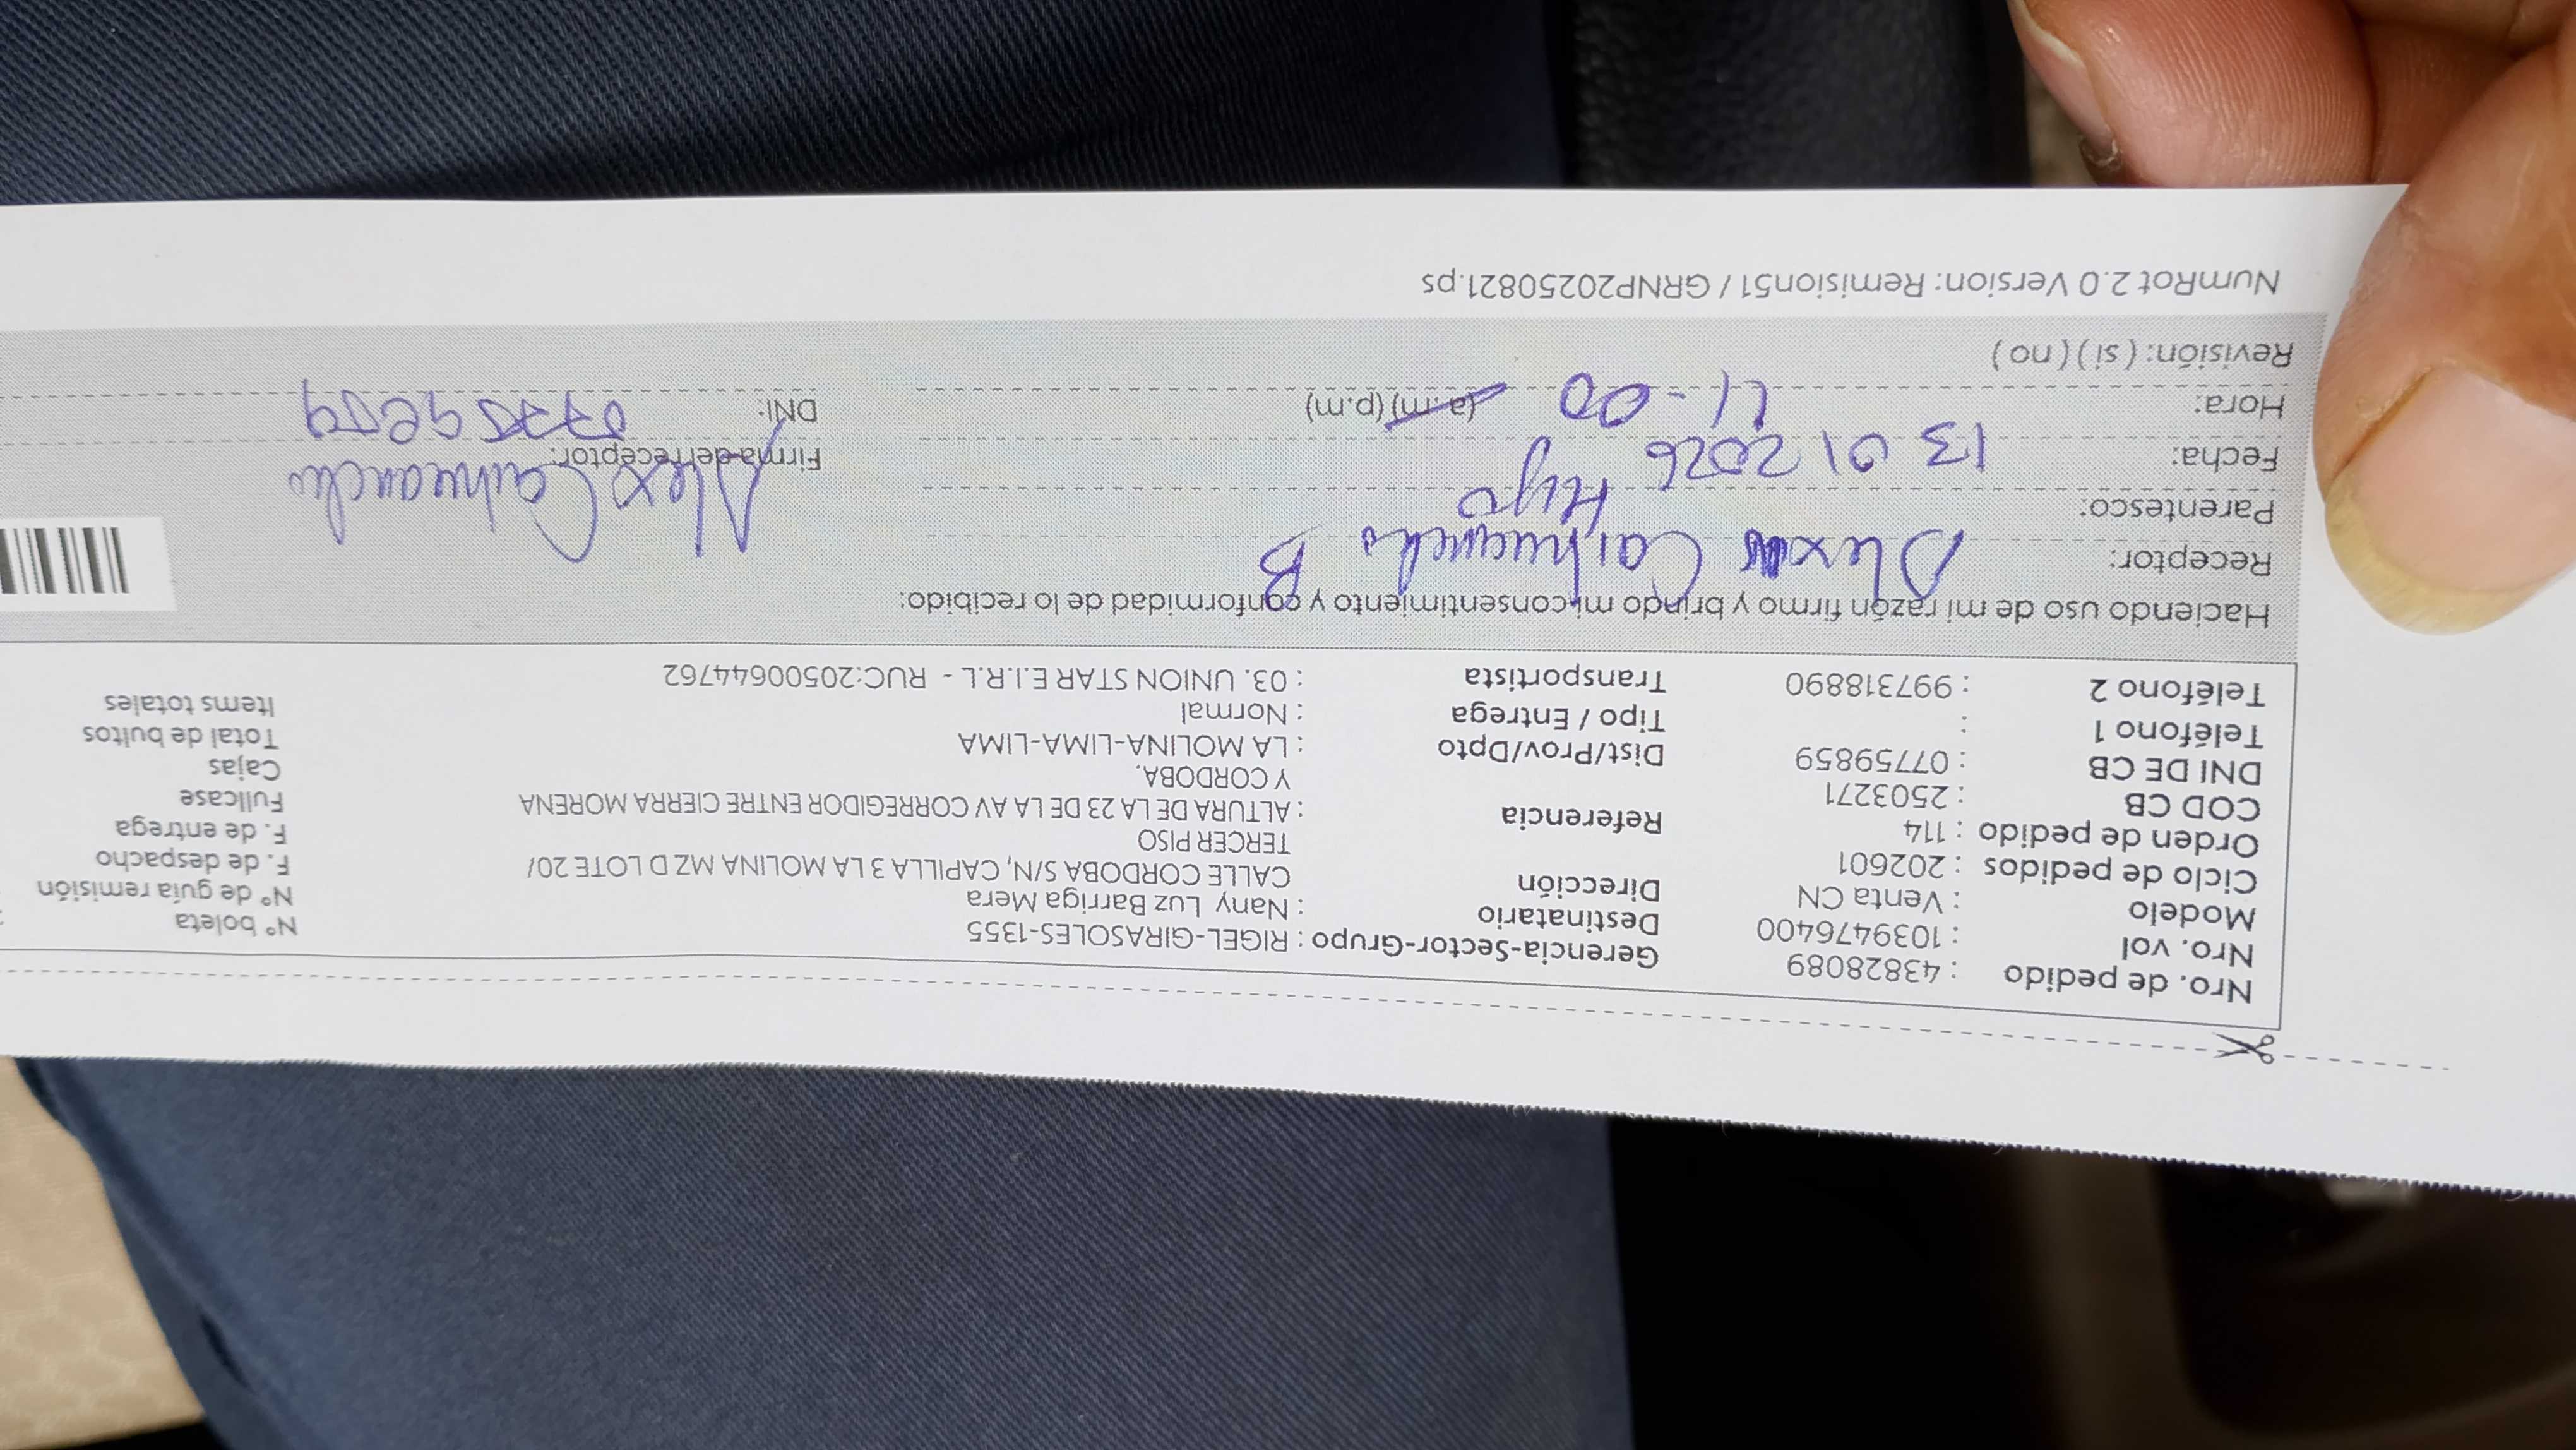 Nro. de pedido : 43828089
Nro. vol : 1039476400
Modelo : Venta CN
Ciclo de pedidos : 202601
Orden de pedido : 114
COD CB : 2503271
DNI DE CB : 07759859
Teléfono 1 :
Teléfono 2 : 997318890
Gerencia-Sector-Grupo : RIGEL-GIRASOLES-1355
Destinatario : Nany Luz Barriga Mera
Dirección CALLE CORDOBA S/N, CAPILLA 3 LA MOLINA MZ D LOTE 20/
TERCER PISO
Referencia : ALTURA DE LA 23 DE LA AV CORREGIDOR ENTRE CIERRA MORENA
Y CORDOBA.
Dist/Prov/Dpto : LA MOLINA-LIMA-LIMA
Tipo / Entrega : Normal
Transportista : 03. UNION STAR E.I.R.L - RUC:20500644762
N° boleta
N° de guía remisión
F. de despacho
F. de entrega
Fullcase
Cajas
Total de bultos
Items totales
Haciendo uso de mi razón firmo y brindo mi consentimiento y conformidad de lo recibido:
Receptor: Cahuancho B
Parentesco: Hijo
Fecha: 13 01 2026
Hora: (a.m) (p.m)
Revisión: ( si ) ( no )
Alex Cahuancho
Firma del receptor:
DNI:
NumRot 2.0 Version: Remision51 / GRNP20250821.ps